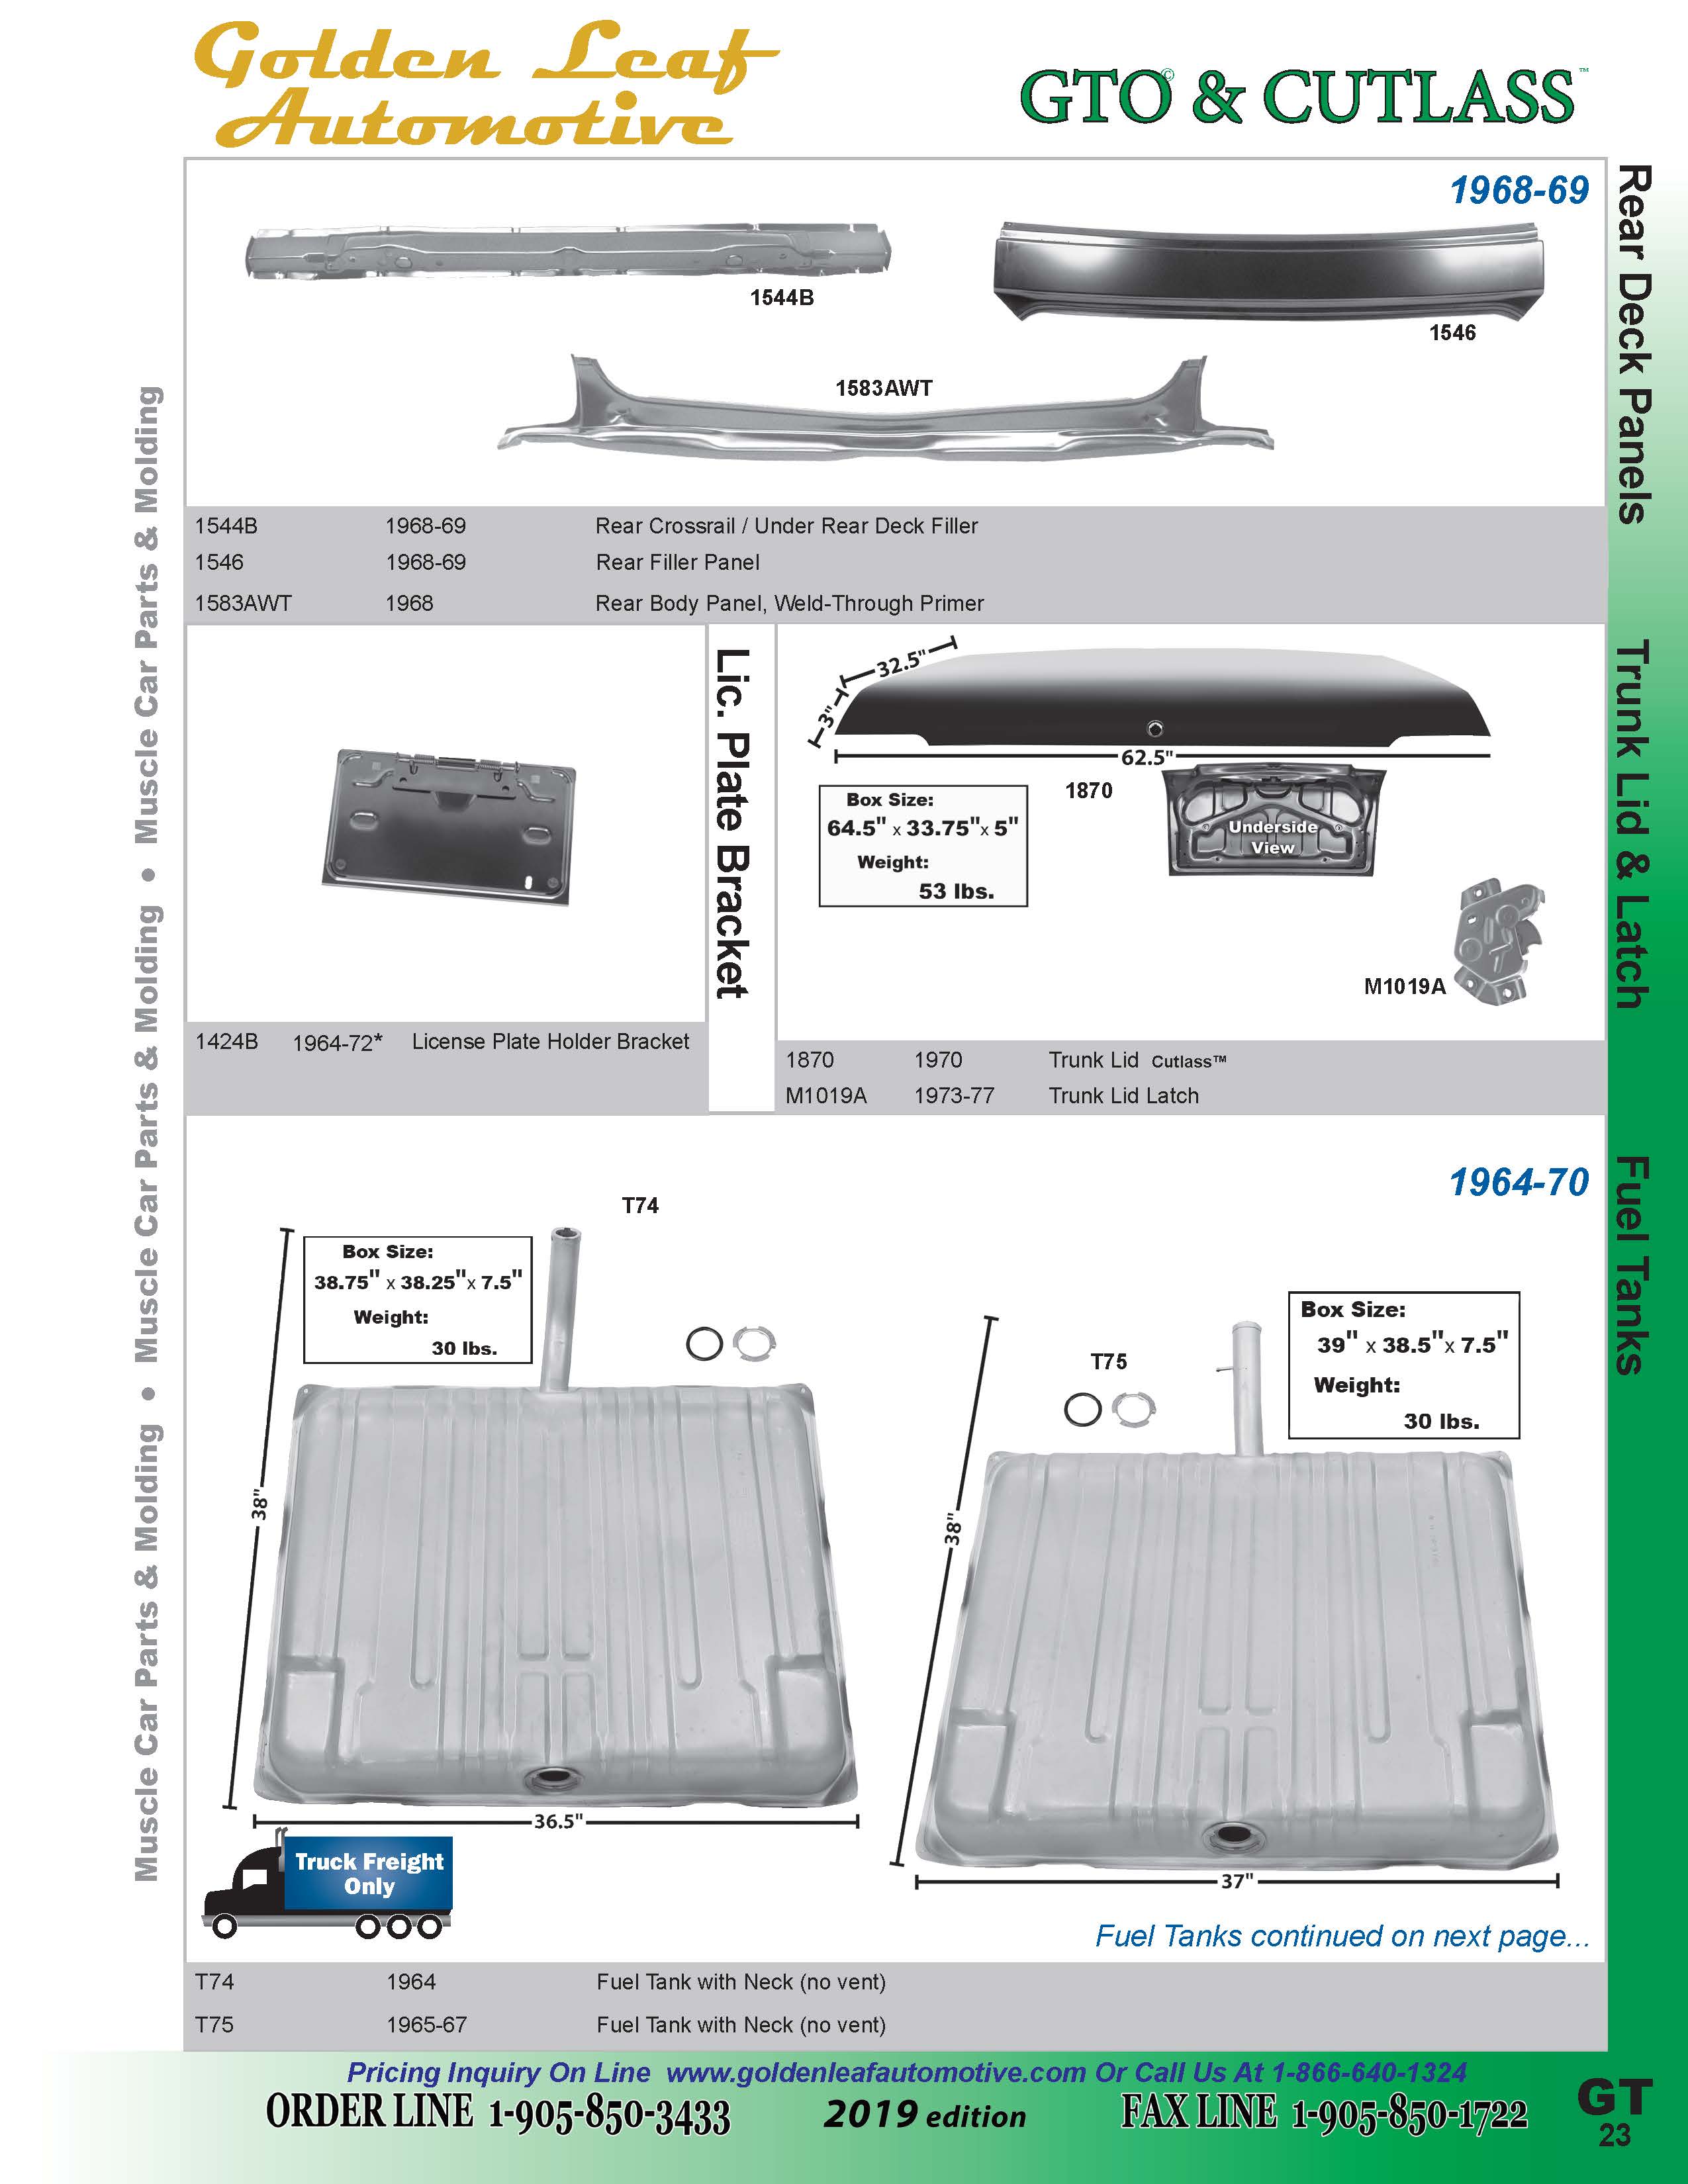 Golden Leaf
Automotive
GTO© & CUTLASS™
1968-69
Rear Deck Panels
1544B
1546
1583AWT
1544B 1968-69 Rear Crossrail / Under Rear Deck Filler
1546 1968-69 Rear Filler Panel
1583AWT 1968 Rear Body Panel, Weld-Through Primer
Muscle Car Parts & Molding • Muscle Car Parts & Molding • Muscle Car Parts & Molding
Lic. Plate Bracket
1424B 1964-72* License Plate Holder Bracket
Trunk Lid & Latch
32.5"
3"
62.5"
1870
Box Size:
64.5" x 33.75"x 5"
Weight:
53 lbs.
Underside
View
M1019A
1870 1970 Trunk Lid Cutlass™
M1019A 1973-77 Trunk Lid Latch
1964-70
Fuel Tanks
T74
Box Size:
38.75" x 38.25"x 7.5"
Weight:
30 lbs.
38"
36.5"
T75
Box Size:
39" x 38.5"x 7.5"
Weight:
30 lbs.
38"
37"
Truck Freight
Only
Fuel Tanks continued on next page...
T74 1964 Fuel Tank with Neck (no vent)
T75 1965-67 Fuel Tank with Neck (no vent)
Pricing Inquiry On Line www.goldenleafautomotive.com Or Call Us At 1-866-640-1324
ORDER LINE 1-905-850-3433 2019 edition FAX LINE 1-905-850-1722
GT
23